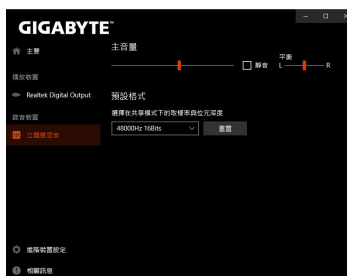 GIGABYTE™
主要
播放裝置
Realtek Digital Output
錄音裝置
立體聲混音
進階裝置設定
相關訊息
主音量
靜音
平衡
L R
預設格式
選擇在共享模式下的取樣率與位元深度
48000Hz 16Bits
重置